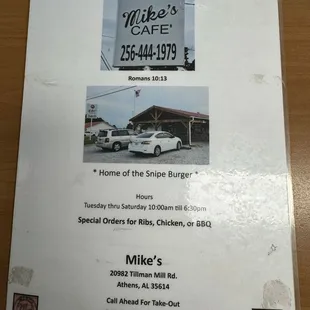 Mike's
CAFE'
256-444-1979
Romans 10:13
* Home of the Snipe Burger *
Hours
Tuesday thru Saturday 10:00am till 6:30pm
Special Orders for Ribs, Chicken, or BBQ
Mike's
20982 Tillman Mill Rd.
Athens, AL 35614
Call Ahead For Take-Out